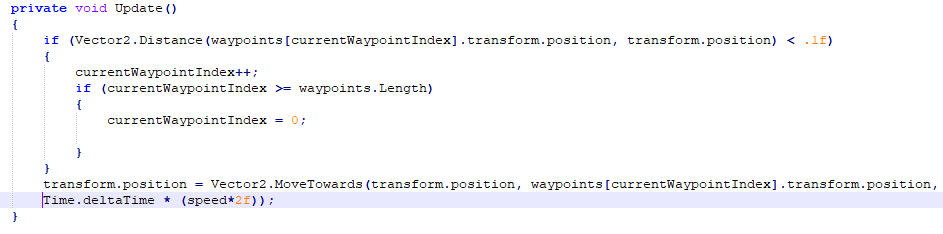 private void Update()
{
if (Vector2.Distance(waypoints[currentWaypointIndex].transform.position, transform.position) < .1f)
{
currentWaypointIndex++;
if (currentWaypointIndex >= waypoints.Length)
{
currentWaypointIndex = 0;
}
}
transform.position = Vector2.MoveTowards(transform.position, waypoints[currentWaypointIndex].transform.position,
Time.deltaTime * (speed*2f));
}